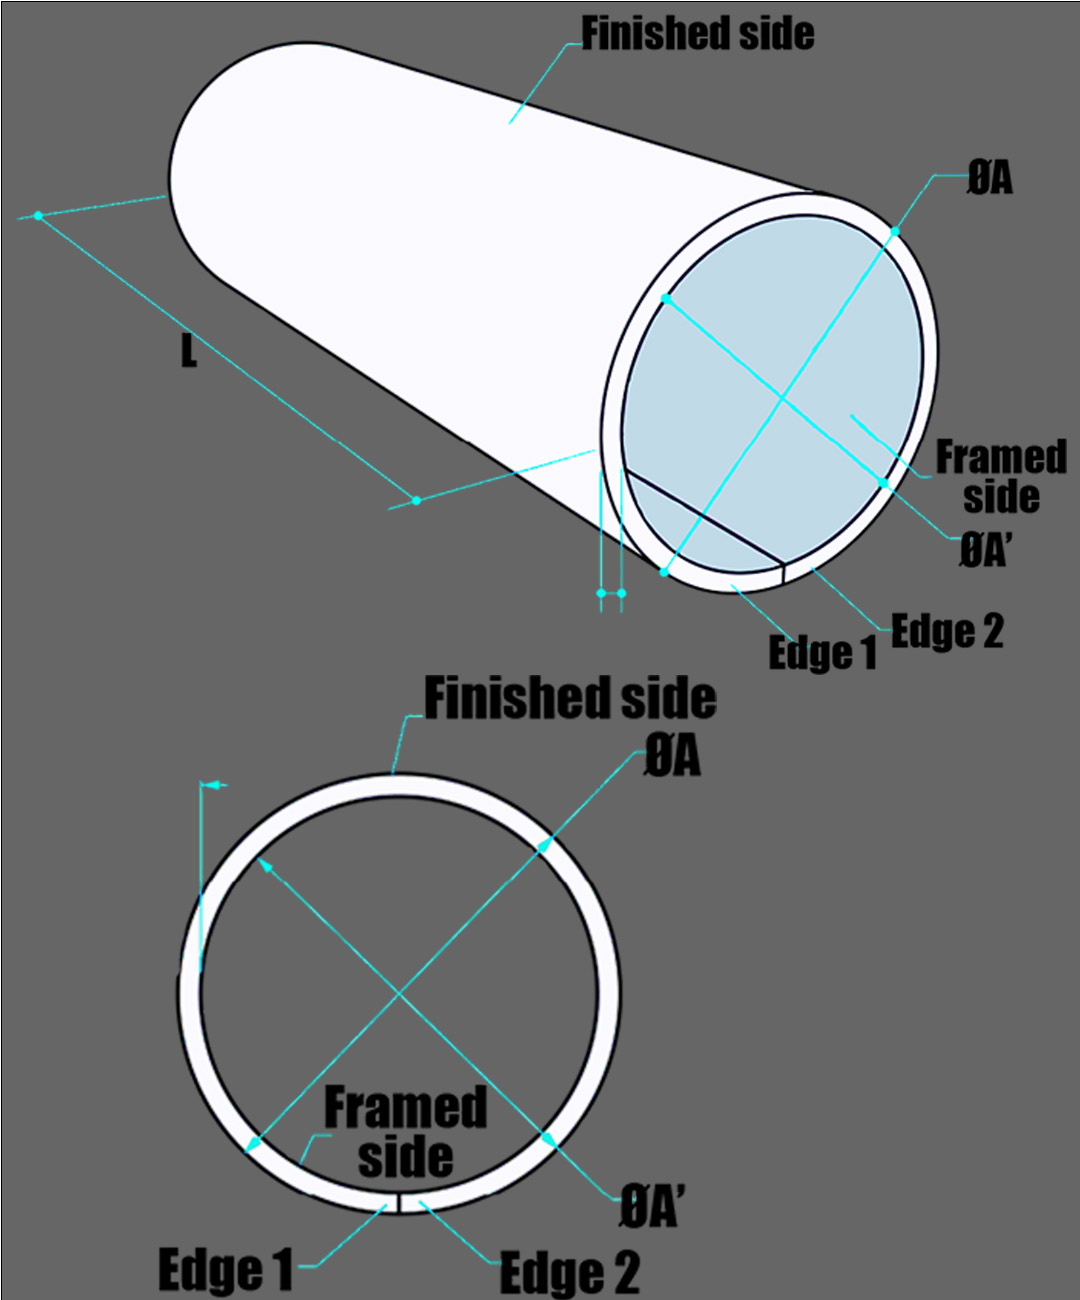 Finished side
ØA
L
Framed
side
ØA’
Edge 2
Edge 1
Finished side
ØA
Framed
side
ØA’
Edge 1
Edge 2